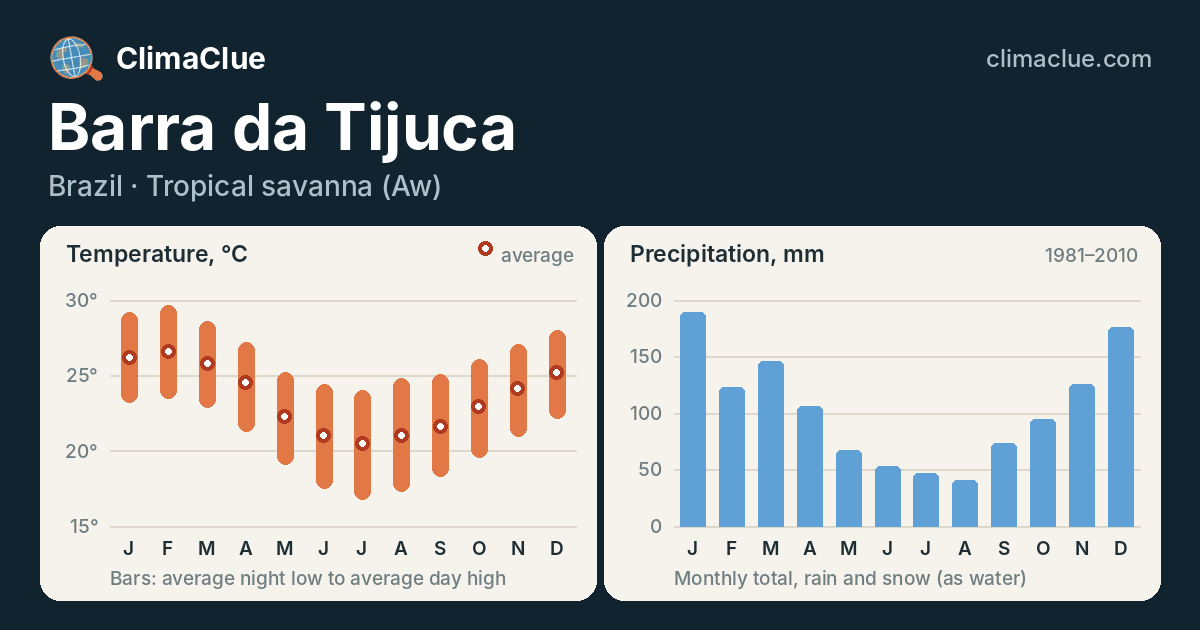 ClimaClue
climaclue.com
Barra da Tijuca
Brazil · Tropical savanna (Aw)
Temperature, °C
average
30°
25°
20°
15°
J F M A M J J A S O N D
Bars: average night low to average day high
Precipitation, mm
1981–2010
200
150
100
50
0
J F M A M J J A S O N D
Monthly total, rain and snow (as water)